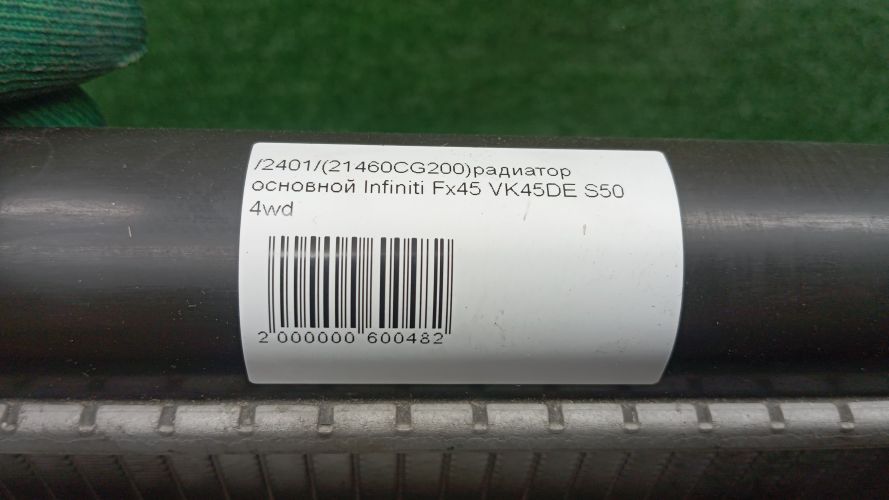 /2401/(21460CG200)радиатор
основной Infiniti Fx45 VK45DE S50
4wd
2 000000 600482